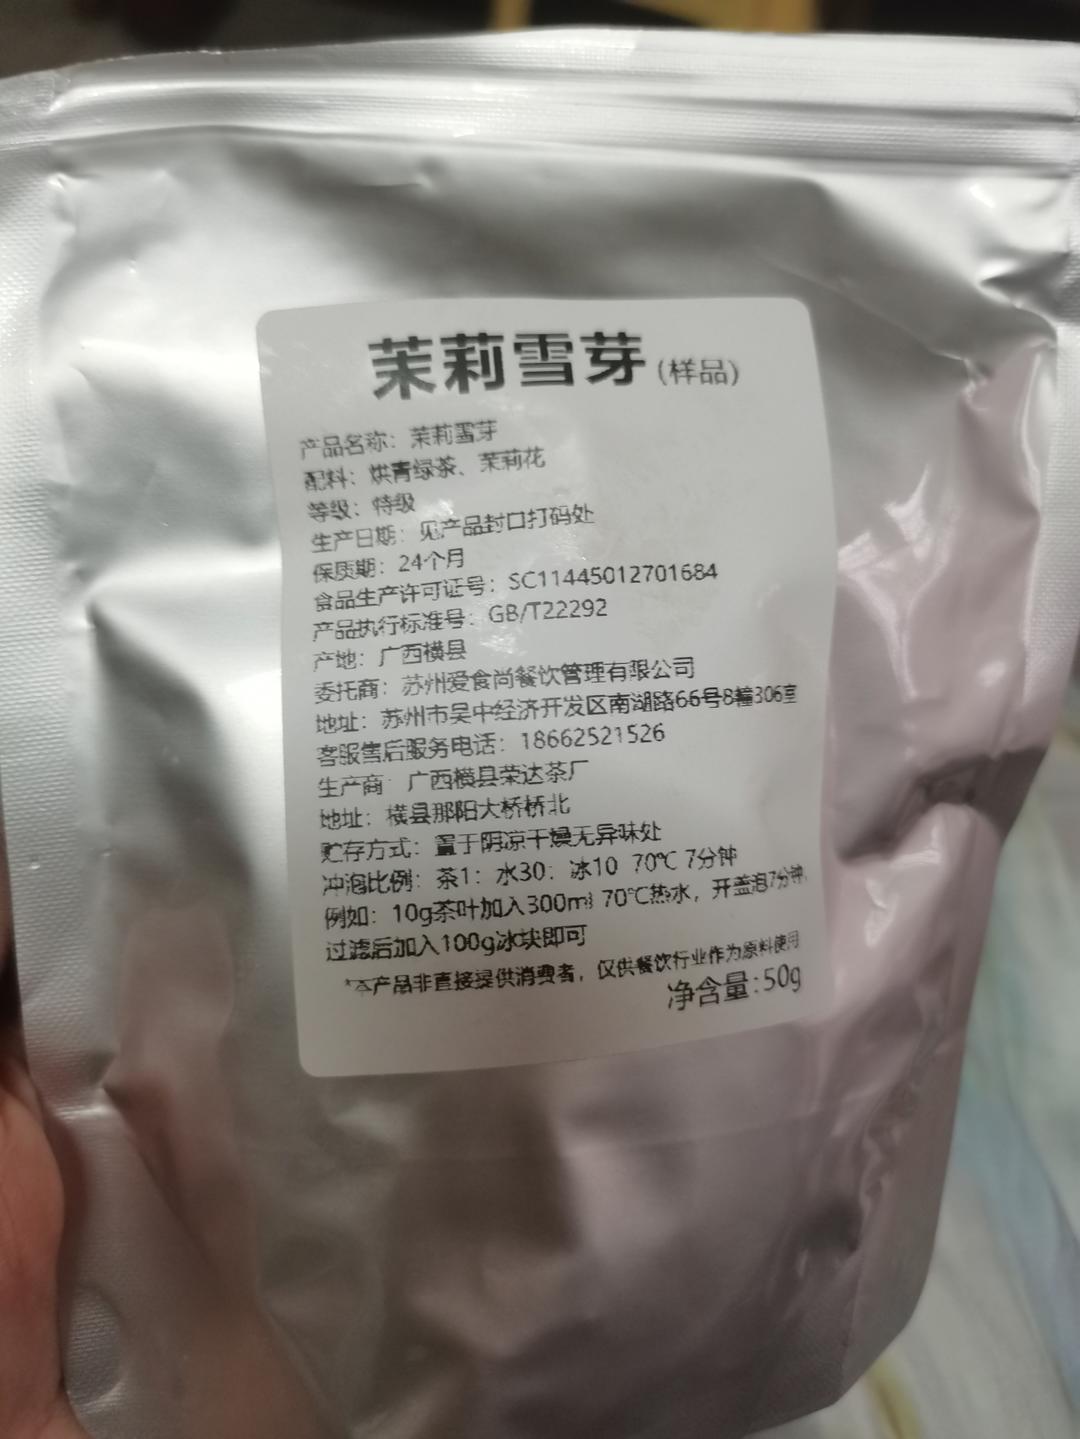 茉莉雪芽(样品)
产品名称：茉莉雪芽
配料：烘青绿茶、茉莉花
等级：特级
生产日期：见产品封口打码处
保质期：24个月
食品生产许可证号：SC11445012701684
产品执行标准号：GB/T22292
产地：广西横县
委托商：苏州爱食尚餐饮管理有限公司
地址：苏州市吴中经济开发区南湖路66号8幢306室
客服售后服务电话：18662521526
生产商：广西横县荣达茶厂
地址：横县那阳大桥桥北
贮存方式：置于阴凉干燥无异味处
冲泡比例：茶1：水30：冰10 70℃ 7分钟
例如：10g茶叶加入300ml 70℃热水，开盖泡7分钟，
过滤后加入100g冰块即可
*本产品非直接提供消费者，仅供餐饮行业作为原料使用
净含量:50g